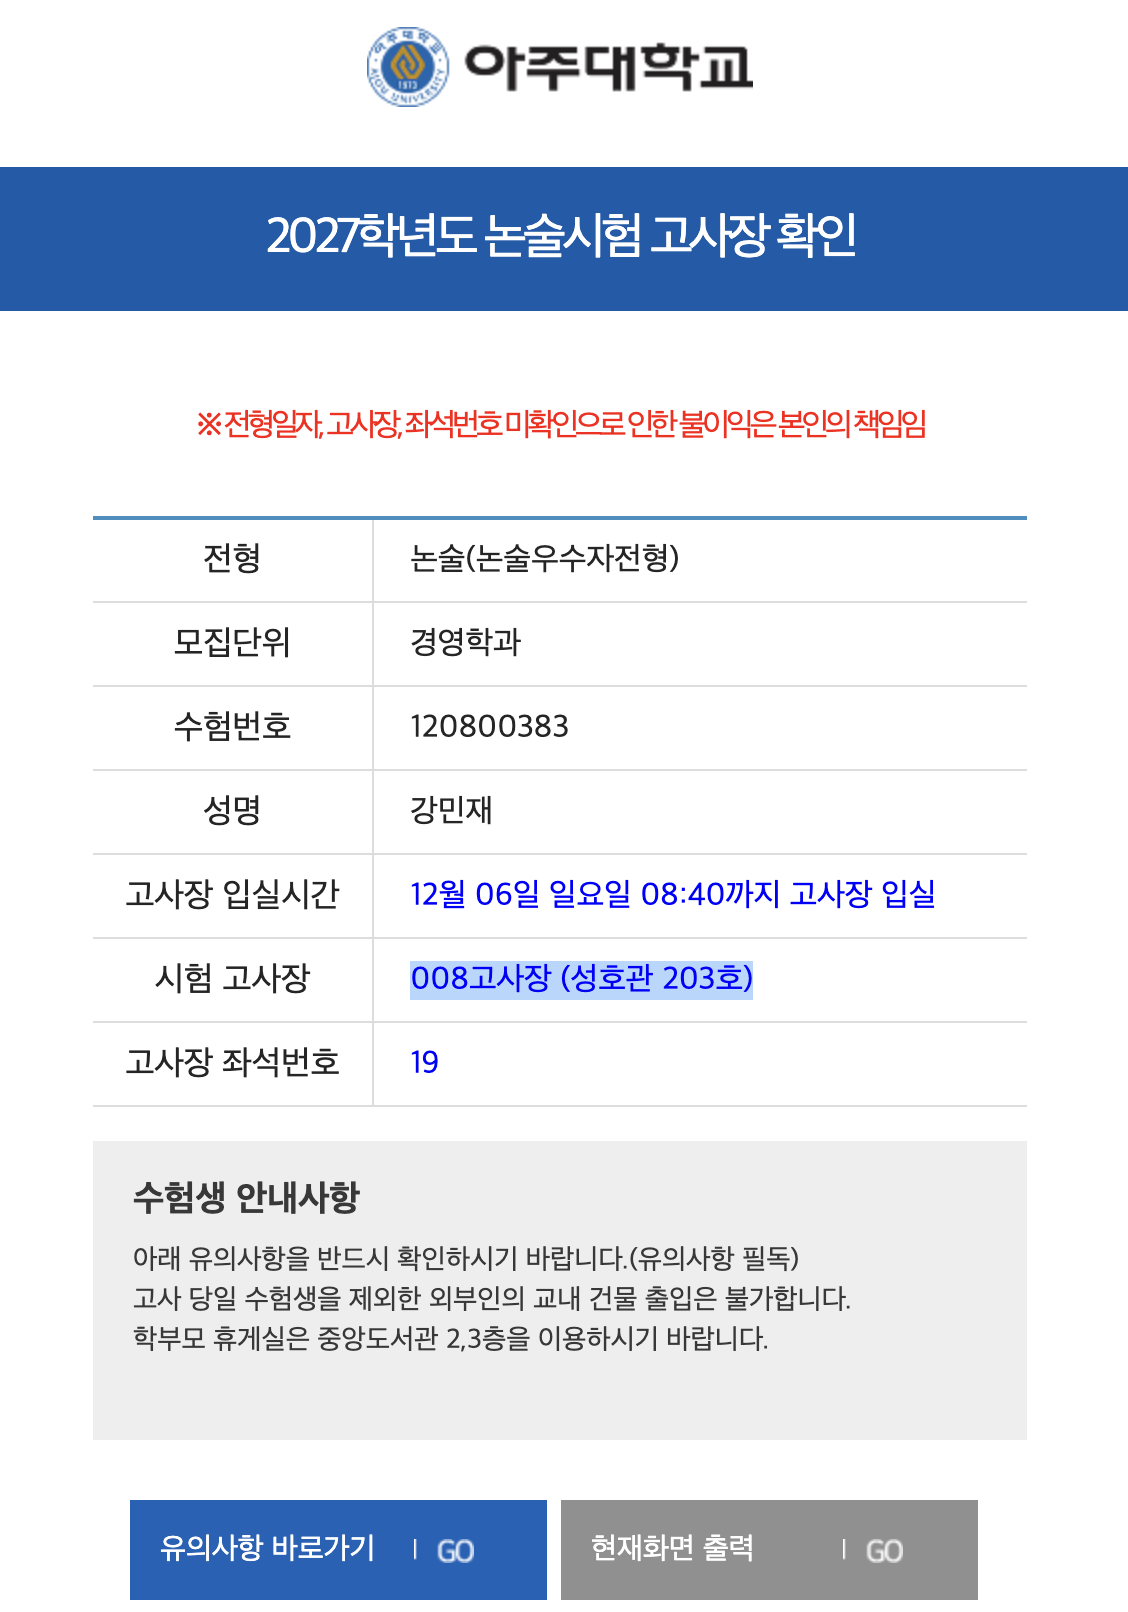 아주대학교
AJOU UNIVERSITY
1973
아주대학교
2027학년도 논술시험 고사장 확인
※ 전형일자, 고사장, 좌석번호 미확인으로 인한 불이익은 본인의 책임임
전형 논술(논술우수자전형)
모집단위 경영학과
수험번호 120800383
성명 강민재
고사장 입실시간 12월 06일 일요일 08:40까지 고사장 입실
시험 고사장 008고사장 (성호관 203호)
고사장 좌석번호 19
수험생 안내사항
아래 유의사항을 반드시 확인하시기 바랍니다.(유의사항 필독)
고사 당일 수험생을 제외한 외부인의 교내 건물 출입은 불가합니다.
학부모 휴게실은 중앙도서관 2,3층을 이용하시기 바랍니다.
유의사항 바로가기 | GO
현재화면 출력 | GO